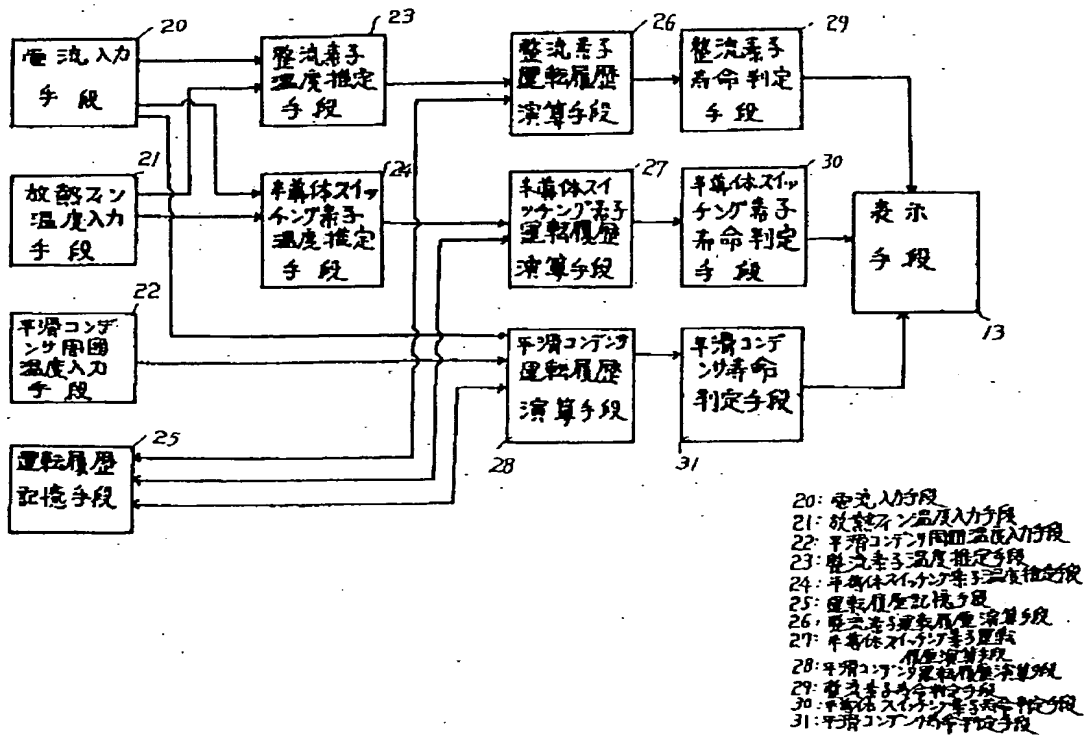 20
電流入力
手段
23
整流素子
温度推定
手段
26
整流素子
運転履歴
演算手段
29
整流素子
寿命判定
手段
21
放熱フィン
温度入力
手段
24
半導体スイッ
チング素子
温度推定
手段
27
半導体スイ
ッチング素子
運転履歴
演算手段
30
半導体スイッ
チング素子
寿命判定
手段
表示
手段
13
22
平滑コンデ
ンサ周囲
温度入力
手段
平滑コンデンサ
運転履歴
演算手段
28
平滑コンデ
ンサ寿命
判定手段
31
25
運転履歴
記憶手段
20:電流入力手段
21:放熱フィン温度入力手段
22:平滑コンデンサ周囲温度入力手段
23:整流素子温度推定手段
24:半導体スイッチング素子温度推定手段
25:運転履歴記憶手段
26:整流素子運転履歴演算手段
27:半導体スイッチング素子運転
履歴演算手段
28:平滑コンデンサ運転履歴演算手段
29:整流素子寿命判定手段
30:半導体スイッチング素子寿命判定手段
31:平滑コンデンサ寿命判定手段